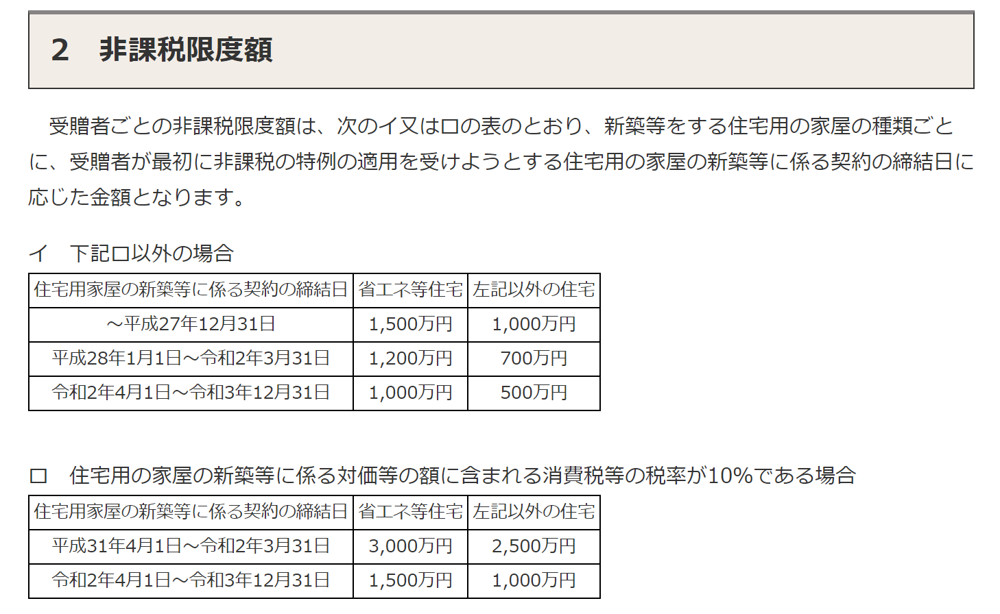 2　非課税限度額
　受贈者ごとの非課税限度額は、次のイ又はロの表のとおり、新築等をする住宅用の家屋の種類ごと
に、受贈者が最初に非課税の特例の適用を受けようとする住宅用の家屋の新築等に係る契約の締結日に
応じた金額となります。
イ　下記ロ以外の場合
住宅用家屋の新築等に係る契約の締結日 省エネ等住宅 左記以外の住宅
～平成27年12月31日 1,500万円 1,000万円
平成28年1月1日～令和2年3月31日 1,200万円 700万円
令和2年4月1日～令和3年12月31日 1,000万円 500万円
ロ　住宅用の家屋の新築等に係る対価等の額に含まれる消費税等の税率が10%である場合
住宅用家屋の新築等に係る契約の締結日 省エネ等住宅 左記以外の住宅
平成31年4月1日～令和2年3月31日 3,000万円 2,500万円
令和2年4月1日～令和3年12月31日 1,500万円 1,000万円